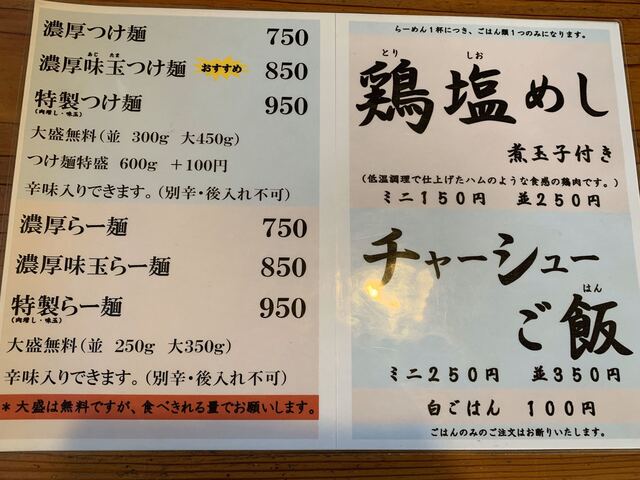 濃厚つけ麺 750
濃厚味玉つけ麺 おすすめ 850
あじ たま
特製つけ麺 950
(肉増し・味玉)
大盛無料(並 300g 大450g)
つけ麺特盛 600g +100円
辛味入りできます。(別辛・後入れ不可)
濃厚らー麺 750
濃厚味玉らー麺 850
特製らー麺 950
(肉増し・味玉)
大盛無料(並 250g 大350g)
辛味入りできます。(別辛・後入れ不可)
*大盛は無料ですが、食べきれる量でお願いします。
らーめん1杯につき、ごはん類1つのみになります。
とり しお
鶏塩めし
煮玉子付き
(低温調理で仕上げたハムのような食感の鶏肉です。)
ミニ150円 並250円
チャーシュー
はん
ご飯
ミニ250円 並350円
白ごはん 100円
ごはんのみのご注文はお断りいたします。